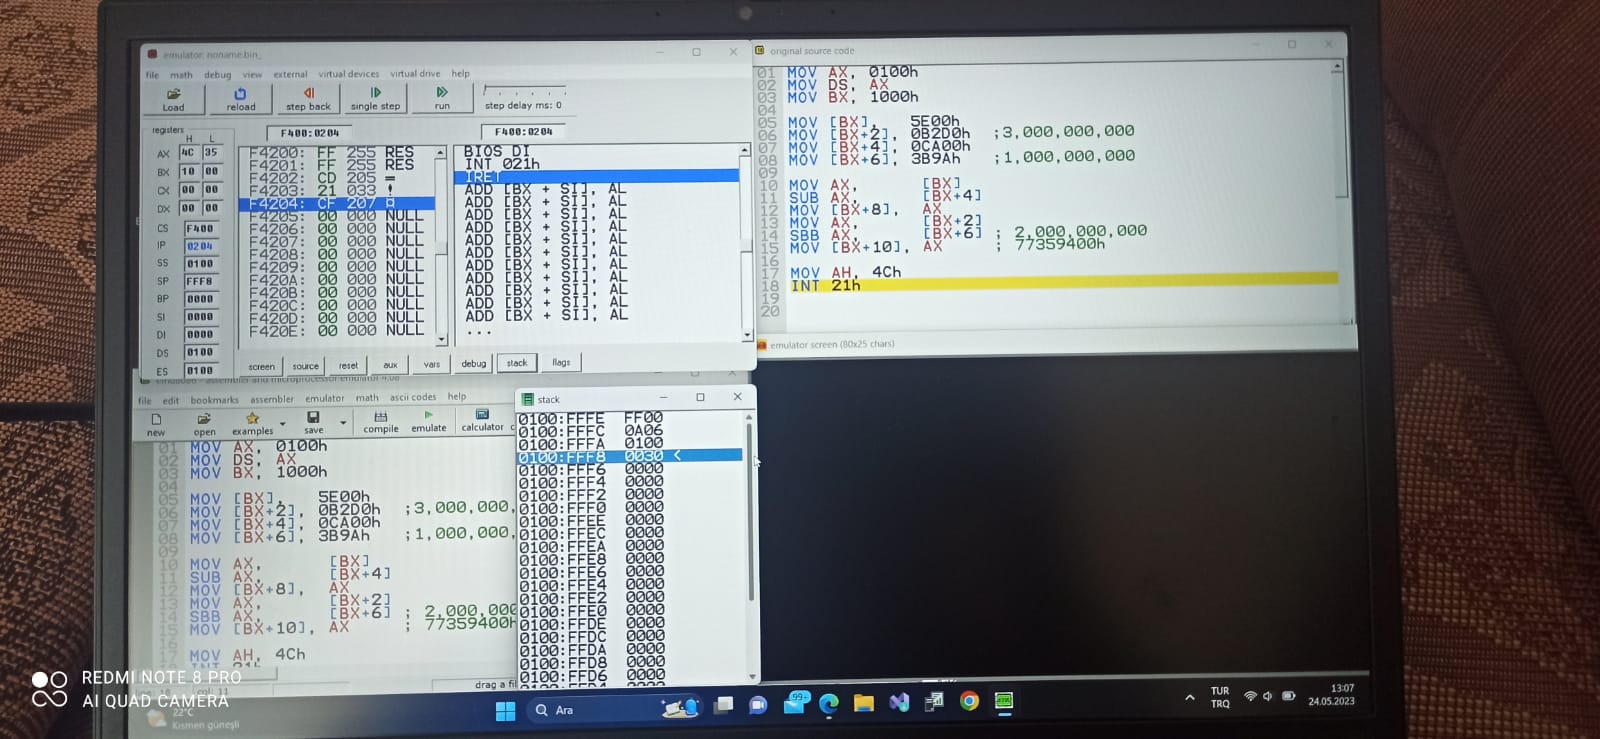 emulator: noname.bin_
file math debug view external virtual devices virtual drive help
Load reload step back single step run step delay ms: 0
registers
H L
F400:0204 F400:0204
AX 4C 35
BX 10 00
CX 00 00
DX 00 00
CS F400
IP 0204
SS 0100
SP FFF8
BP 0000
SI 0000
DI 0000
DS 0100
ES 0100
F4200: FF 255 RES
F4201: FF 255 RES
F4202: CD 205 =
F4203: 21 033 !
F4204: CF 207 ¤
F4205: 00 000 NULL
F4206: 00 000 NULL
F4207: 00 000 NULL
F4208: 00 000 NULL
F4209: 00 000 NULL
F420A: 00 000 NULL
F420B: 00 000 NULL
F420C: 00 000 NULL
F420D: 00 000 NULL
F420E: 00 000 NULL
BIOS DI
INT 021h
IRET
ADD [BX + SI], AL
ADD [BX + SI], AL
ADD [BX + SI], AL
ADD [BX + SI], AL
ADD [BX + SI], AL
ADD [BX + SI], AL
ADD [BX + SI], AL
ADD [BX + SI], AL
ADD [BX + SI], AL
ADD [BX + SI], AL
ADD [BX + SI], AL
...
screen source reset aux vars debug stack flags
original source code
01 MOV AX, 0100h
02 MOV DS, AX
03 MOV BX, 1000h
04
05 MOV [BX], 5E00h
06 MOV [BX+2], 0B2D0h ;3,000,000,000
07 MOV [BX+4], 0CA00h
08 MOV [BX+6], 3B9Ah ;1,000,000,000
09
10 MOV AX, [BX]
11 SUB AX, [BX+4]
12 MOV [BX+8], AX
13 MOV AX, [BX+2]
14 SBB AX, [BX+6] ; 2,000,000,000
15 MOV [BX+10], AX ; 77359400h
16
17 MOV AH, 4Ch
18 INT 21h
19
20
emulator screen (80x25 chars)
file edit bookmarks assembler emulator math ascii codes help
new open examples save compile emulate calculator
01 MOV AX, 0100h
02 MOV DS, AX
03 MOV BX, 1000h
04
05 MOV [BX], 5E00h
06 MOV [BX+2], 0B2D0h ;3,000,000,
07 MOV [BX+4], 0CA00h
08 MOV [BX+6], 3B9Ah ;1,000,000,
09
10 MOV AX, [BX]
11 SUB AX, [BX+4]
12 MOV [BX+8], AX
13 MOV AX, [BX+2]
14 SBB AX, [BX+6] ; 2,000,000
15 MOV [BX+10], AX ; 77359400h
16
17 MOV AH, 4Ch
drag a fil
stack
0100:FFFE FF00
0100:FFFC 0A06
0100:FFFA 0100
0100:FFF8 0030 <
0100:FFF6 0000
0100:FFF4 0000
0100:FFF2 0000
0100:FFF0 0000
0100:FFEE 0000
0100:FFEC 0000
0100:FFEA 0000
0100:FFE8 0000
0100:FFE6 0000
0100:FFE4 0000
0100:FFE2 0000
0100:FFE0 0000
0100:FFDE 0000
0100:FFDC 0000
0100:FFDA 0000
0100:FFD8 0000
0100:FFD6 0000
REDMI NOTE 8 PRO
AI QUAD CAMERA
22°C
Kısmen güneşli
Ara
99+
TUR
TRQ
13:07
24.05.2023